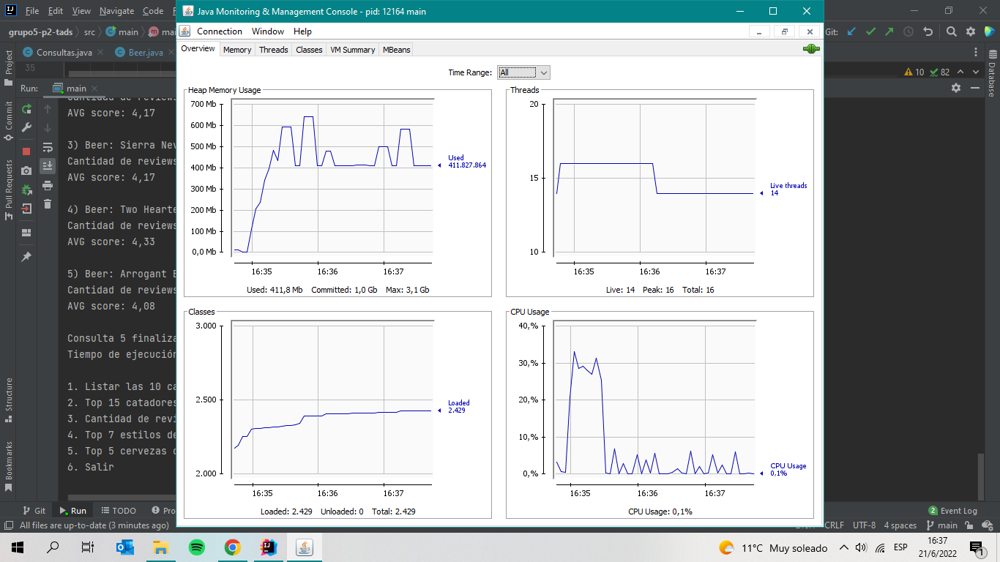 File Edit View Navigate Code
Java Monitoring & Management Console - pid: 12164 main
Connection Window Help
grupo5-p2-tads src main main
Git:
Consultas.java Beer.java
Overview Memory Threads Classes VM Summary MBeans
35
10 82
Time Range: All
Run: main
Project
Commit
Pull Requests
Structure
Bookmarks
Database
AVG score: 4,17
3) Beer: Sierra Nev
Cantidad de reviews
AVG score: 4,17
4) Beer: Two Hearte
Cantidad de reviews
AVG score: 4,33
5) Beer: Arrogant B
Cantidad de reviews
AVG score: 4,08
Consulta 5 finaliza
Tiempo de ejecución
1. Listar las 10 ca
2. Top 15 catadores
3. Cantidad de revi
4. Top 7 estilos de
5. Top 5 cervezas c
6. Salir
Heap Memory Usage
700 Mb
600 Mb
500 Mb
400 Mb
300 Mb
200 Mb
100 Mb
0,0 Mb
Used
411.827.864
16:35 16:36 16:37
Used: 411,8 Mb Committed: 1,0 Gb Max: 3,1 Gb
Threads
20
15
10
Live threads
14
16:35 16:36 16:37
Live: 14 Peak: 16 Total: 16
Classes
3.000
2.500
2.000
Loaded
2.429
16:35 16:36 16:37
Loaded: 2.429 Unloaded: 0 Total: 2.429
CPU Usage
40,%
30,%
20,%
10,%
0,%
CPU Usage
0,1%
16:35 16:36 16:37
CPU Usage: 0,1%
Git Run TODO
2 Event Log
All files are up-to-date (3 minutes ago)
CRLF UTF-8 4 spaces main
11°C Muy soleado
ESP
16:37
21/6/2022
1